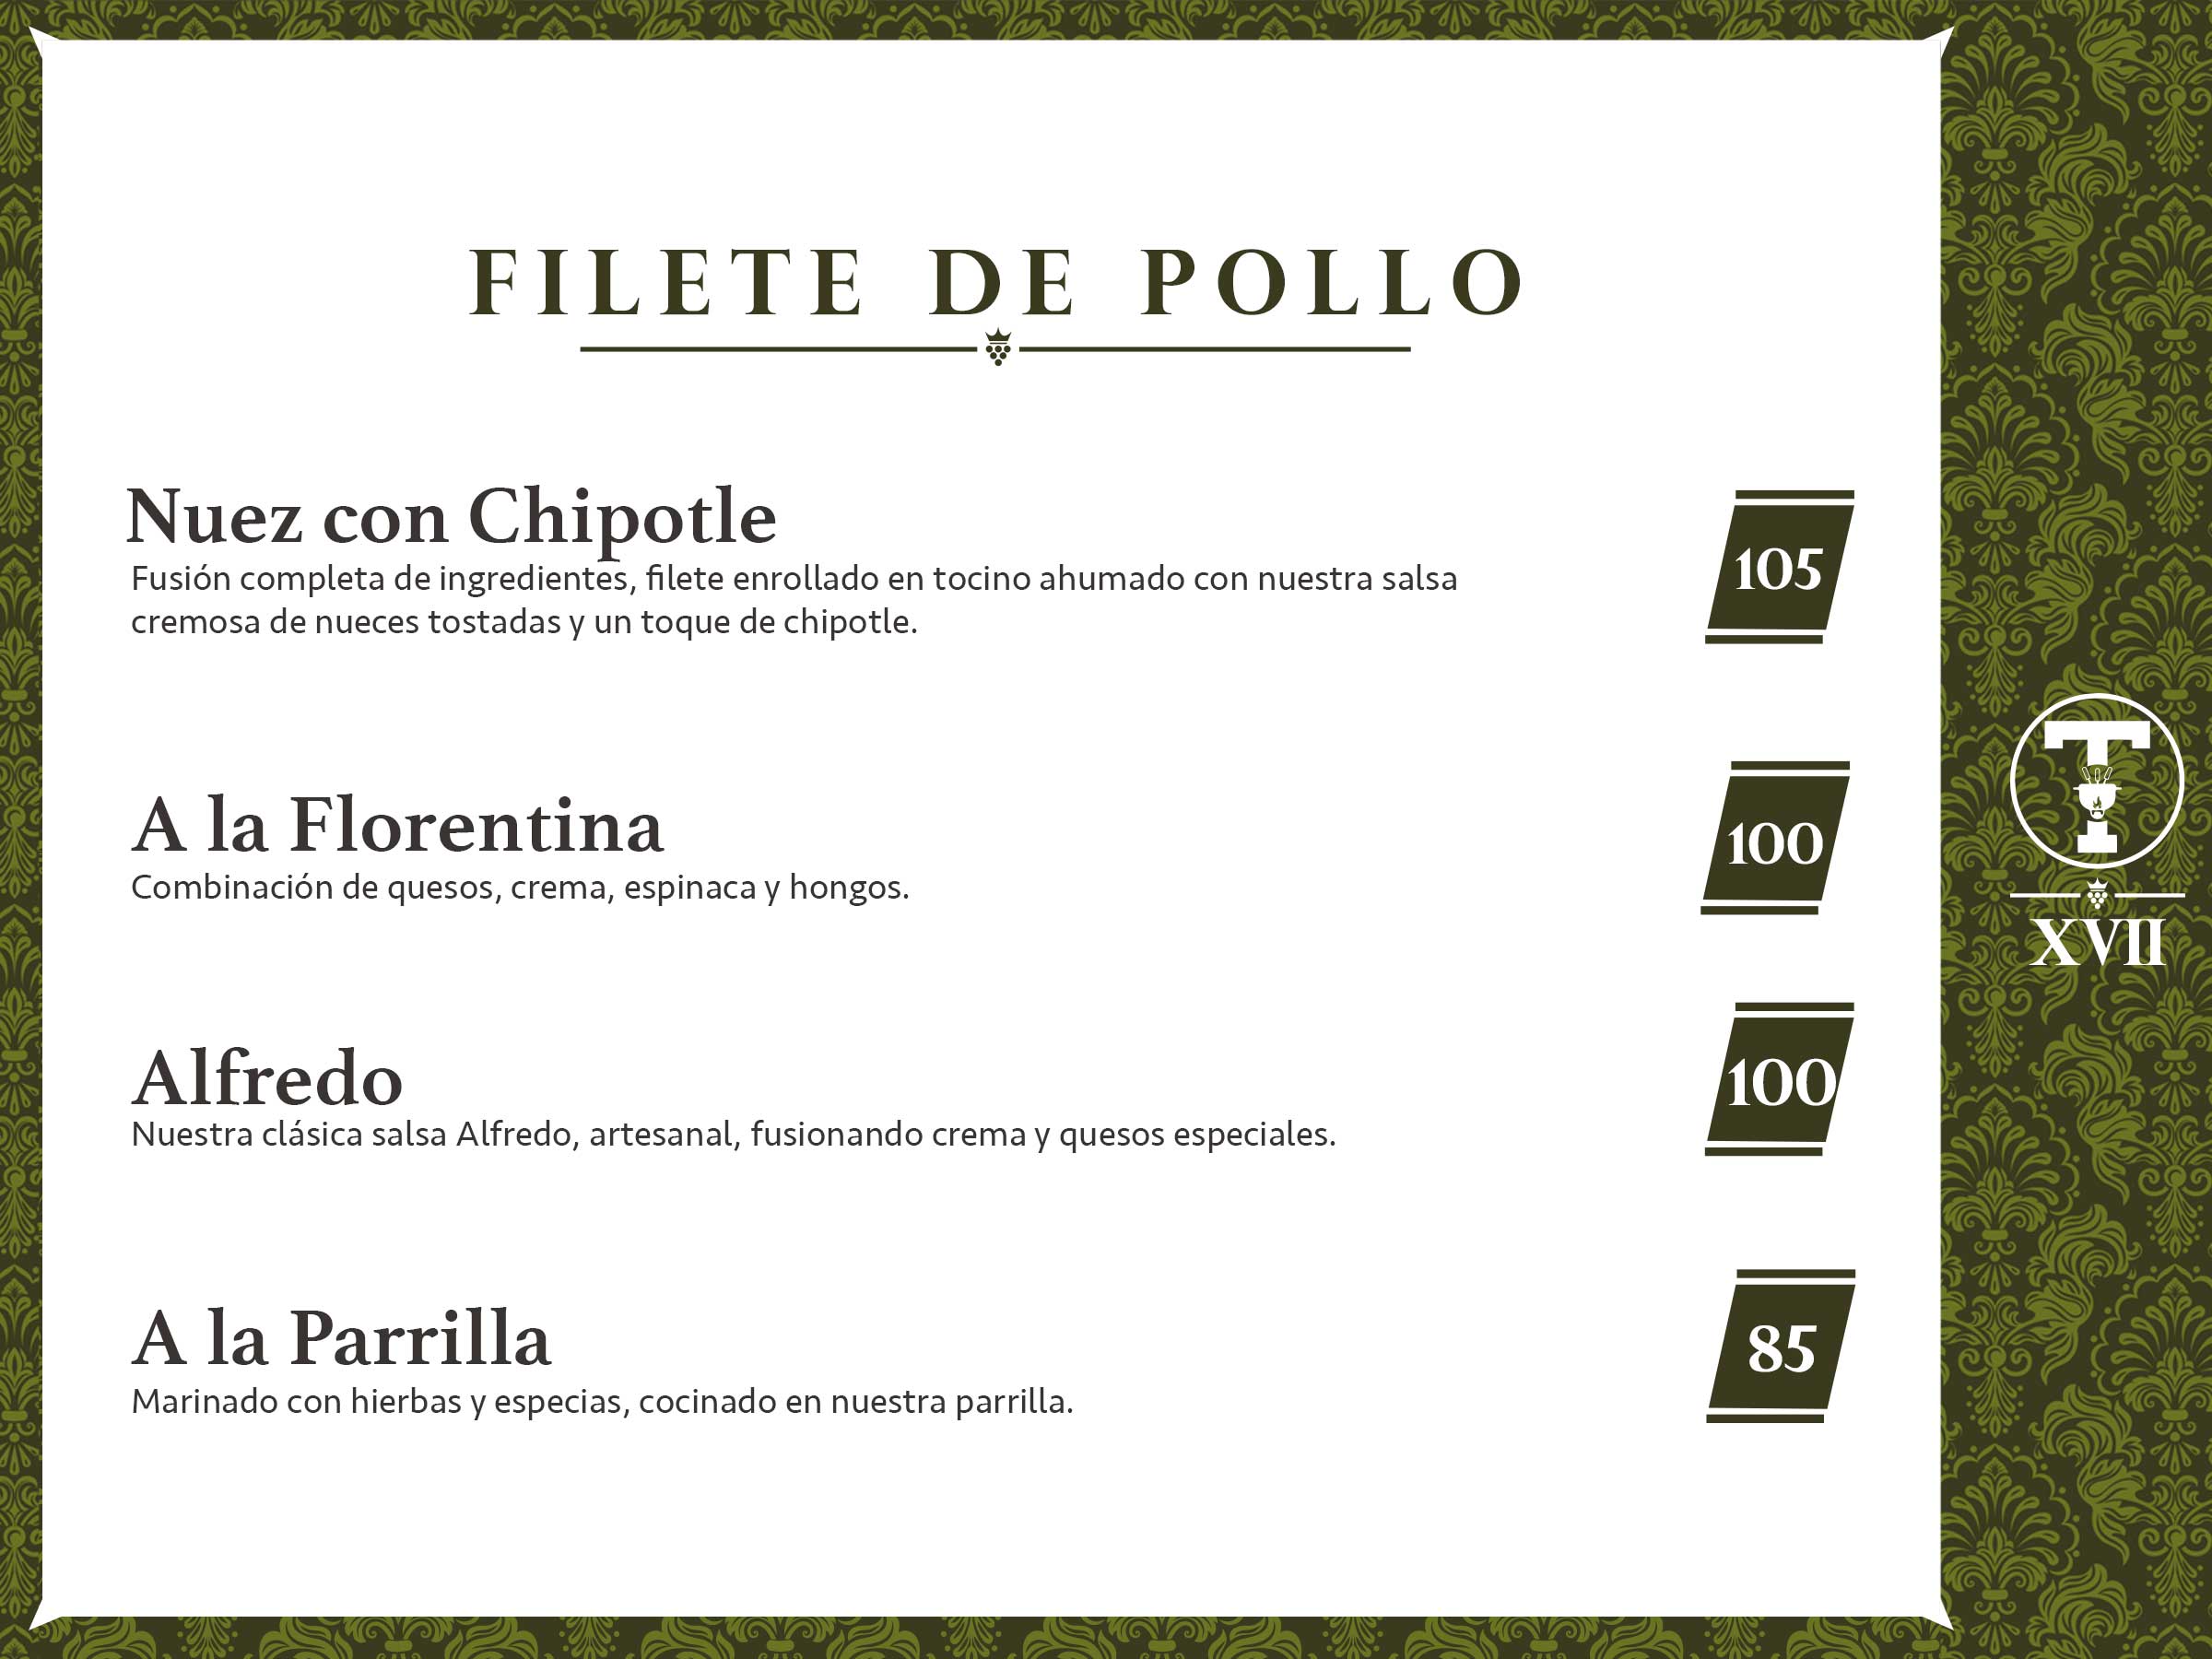 FILETE DE POLLO
Nuez con Chipotle
Fusión completa de ingredientes, filete enrollado en tocino ahumado con nuestra salsa
cremosa de nueces tostadas y un toque de chipotle.
105
A la Florentina
Combinación de quesos, crema, espinaca y hongos.
100
Alfredo
Nuestra clásica salsa Alfredo, artesanal, fusionando crema y quesos especiales.
100
A la Parrilla
Marinado con hierbas y especias, cocinado en nuestra parrilla.
85
T
XVII